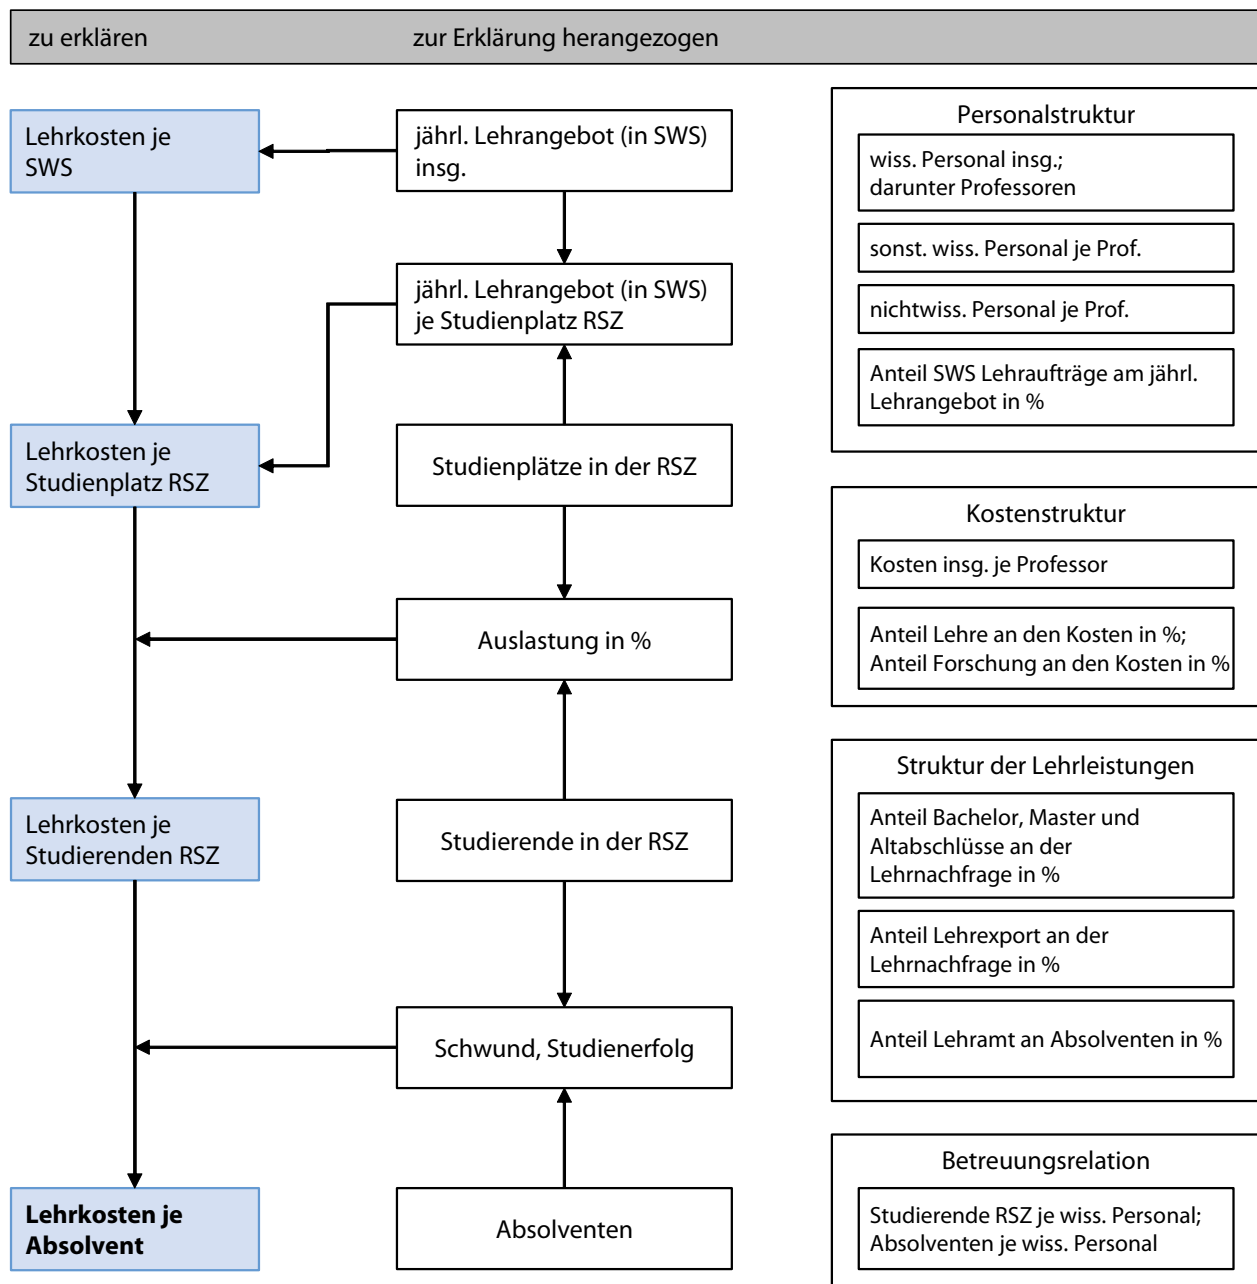 zu erklären
zur Erklärung herangezogen
Lehrkosten je
SWS
jährl. Lehrangebot (in SWS)
insg.
jährl. Lehrangebot (in SWS)
je Studienplatz RSZ
Lehrkosten je
Studienplatz RSZ
Studienplätze in der RSZ
Auslastung in %
Lehrkosten je
Studierenden RSZ
Studierende in der RSZ
Schwund, Studienerfolg
Lehrkosten je
Absolvent
Absolventen
Personalstruktur
wiss. Personal insg.;
darunter Professoren
sonst. wiss. Personal je Prof.
nichtwiss. Personal je Prof.
Anteil SWS Lehraufträge am jährl.
Lehrangebot in %
Kostenstruktur
Kosten insg. je Professor
Anteil Lehre an den Kosten in %;
Anteil Forschung an den Kosten in %
Struktur der Lehrleistungen
Anteil Bachelor, Master und
Altabschlüsse an der
Lehrnachfrage in %
Anteil Lehrexport an der
Lehrnachfrage in %
Anteil Lehramt an Absolventen in %
Betreuungsrelation
Studierende RSZ je wiss. Personal;
Absolventen je wiss. Personal